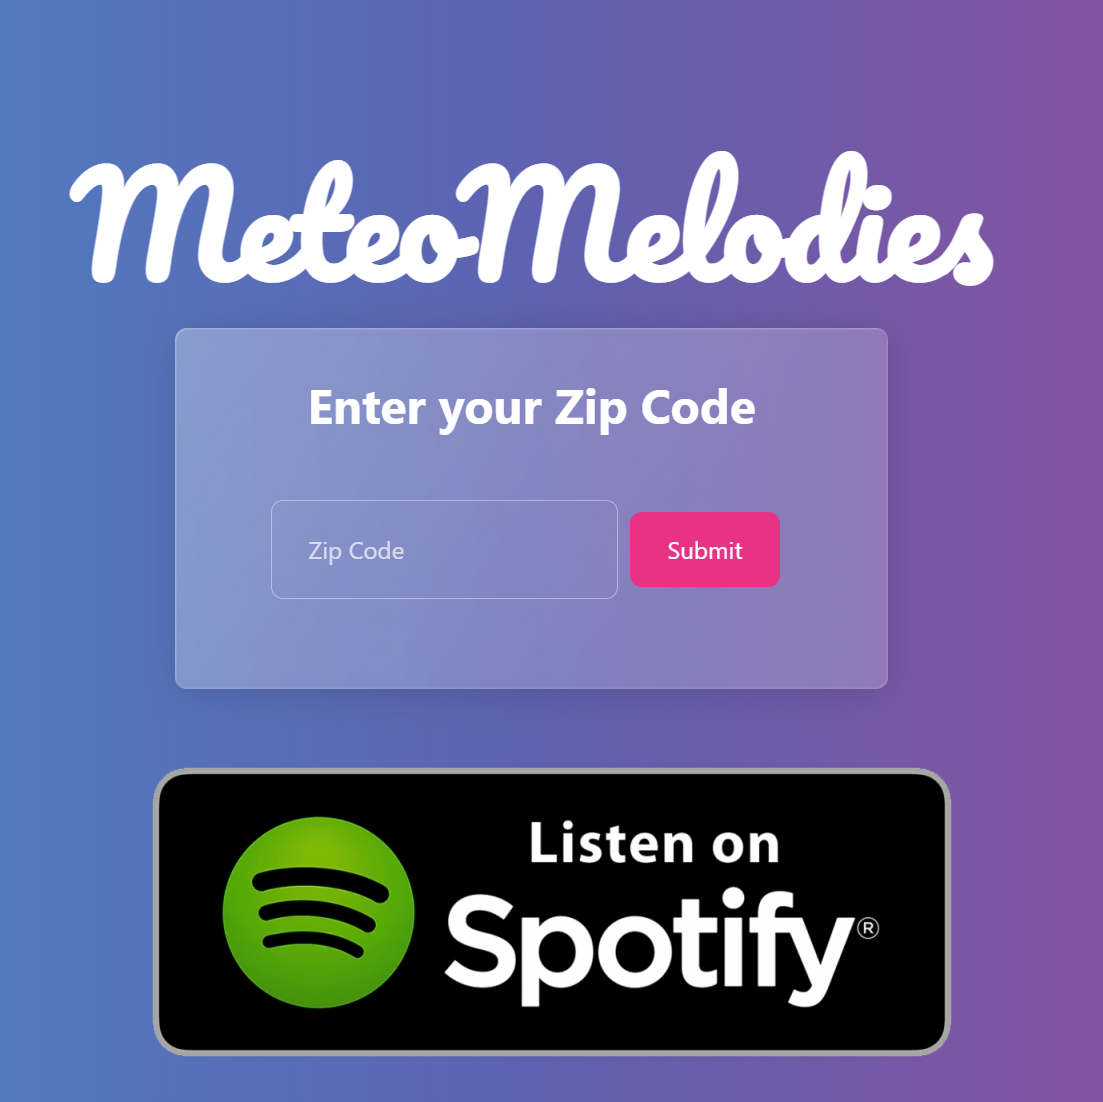 MeteoMelodies
Enter your Zip Code
Zip Code
Submit
Listen on
Spotify®